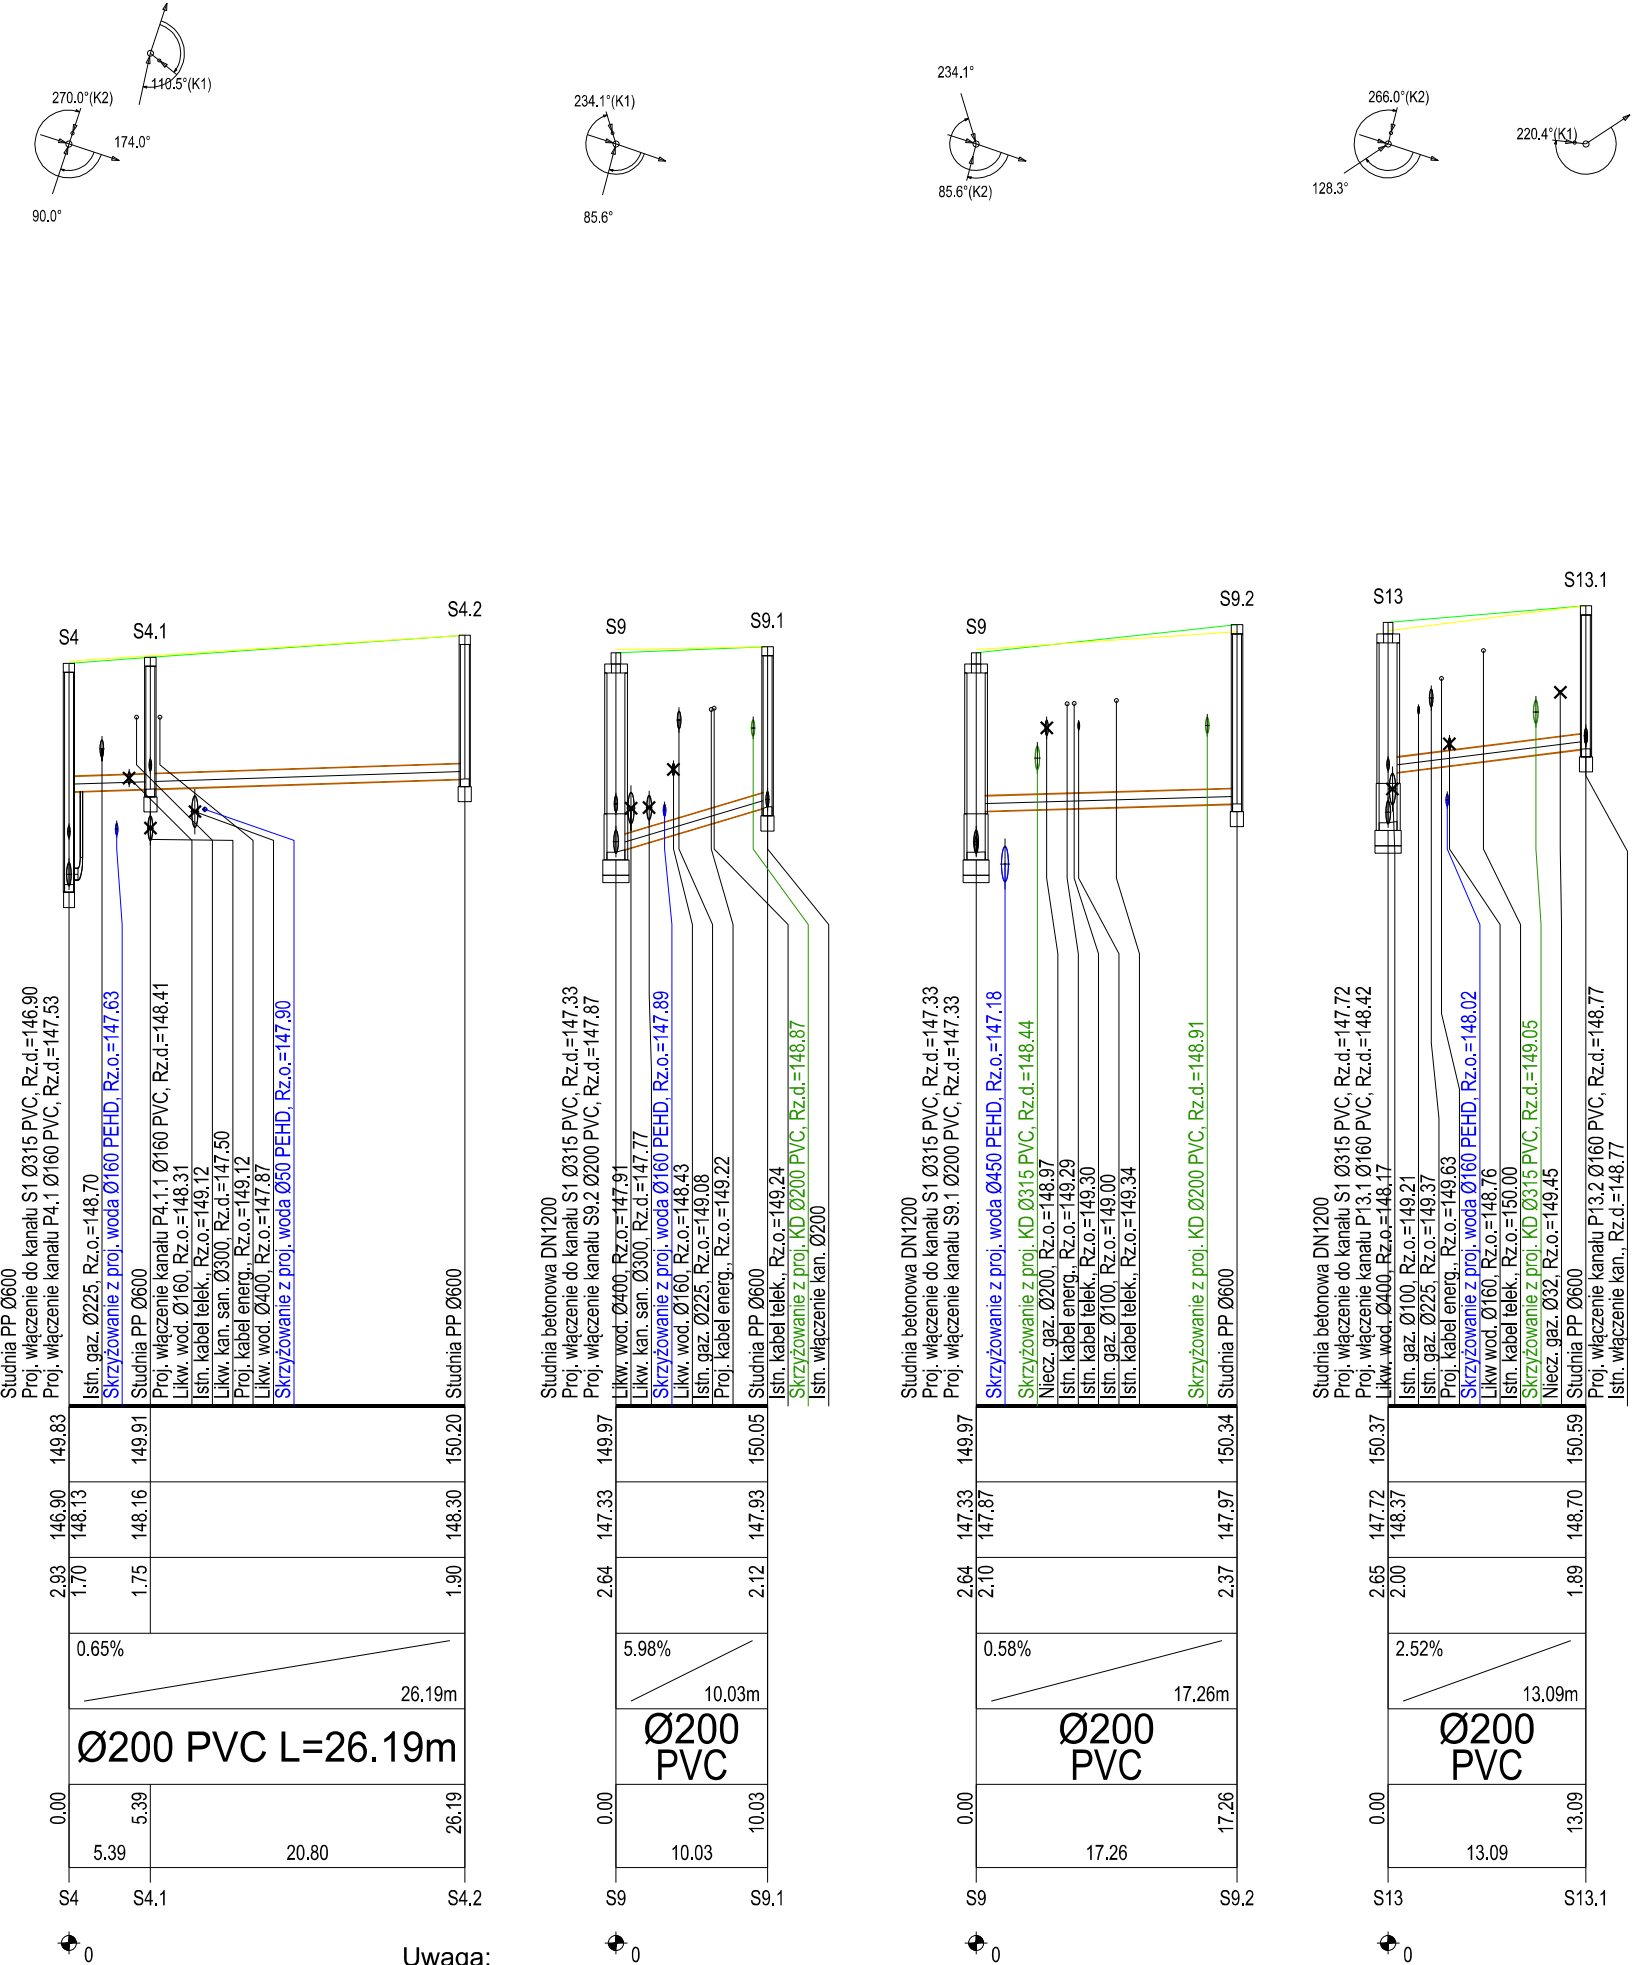 270.0°(K2)
110.5°(K1)
174.0°
90.0°
234.1°(K1)
85.6°
234.1°
85.6°(K2)
266.0°(K2)
128.3°
220.4°(K1)
S4
S4.1
S4.2
S9
S9.1
S9
S9.2
S13
S13.1
Studnia PP Ø600
Proj. włączenie do kanału S1 Ø315 PVC, Rz.d.=146.90
Proj. włączenie kanału P4.1 Ø160 PVC, Rz.d.=147.53
Istn. gaz. Ø225, Rz.o.=148.70
Skrzyżowanie z proj. woda Ø160 PEHD, Rz.o.=147.63
Studnia PP Ø600
Proj. włączenie kanału P4.1.1 Ø160 PVC, Rz.d.=148.41
Likw. wod. Ø160, Rz.o.=148.31
Istn. kabel telek., Rz.o.=149.12
Likw. kan. san. Ø300, Rz.d.=147.50
Proj. kabel energ., Rz.o.=149.12
Likw. wod. Ø400, Rz.o.=147.87
Skrzyżowanie z proj. woda Ø50 PEHD, Rz.o.=147.90
Studnia PP Ø600
Studnia betonowa DN1200
Proj. włączenie do kanału S1 Ø315 PVC, Rz.d.=147.33
Proj. włączenie kanału S9.2 Ø200 PVC, Rz.d.=147.87
Likw. wod. Ø400, Rz.o.=147.91
Likw. kan. san. Ø300, Rz.d.=147.77
Skrzyżowanie z proj. woda Ø160 PEHD, Rz.o.=147.89
Likw. wod. Ø160, Rz.o.=148.43
Istn. gaz. Ø225, Rz.o.=149.08
Proj. kabel energ., Rz.o.=149.22
Studnia PP Ø600
Istn. kabel telek., Rz.o.=149.24
Skrzyżowanie z proj. KD Ø200 PVC, Rz.d.=148.87
Istn. włączenie kan. Ø200
Studnia betonowa DN1200
Proj. włączenie do kanału S1 Ø315 PVC, Rz.d.=147.33
Proj. włączenie kanału S9.1 Ø200 PVC, Rz.d.=147.33
Skrzyżowanie z proj. woda Ø450 PEHD, Rz.o.=147.18
Skrzyżowanie z proj. KD Ø315 PVC, Rz.d.=148.44
Niecz. gaz. Ø200, Rz.o.=148.97
Istn. kabel energ., Rz.o.=149.29
Istn. kabel telek., Rz.o.=149.30
Istn. gaz. Ø100, Rz.o.=149.00
Istn. kabel telek., Rz.o.=149.34
Skrzyżowanie z proj. KD Ø200 PVC, Rz.d.=148.91
Studnia PP Ø600
Studnia betonowa DN1200
Proj. włączenie do kanału S1 Ø315 PVC, Rz.d.=147.72
Proj. włączenie kanału P13.1 Ø160 PVC, Rz.d.=148.42
Likw. wod. Ø400, Rz.o.=148.17
Istn. gaz. Ø100, Rz.o.=149.21
Istn. gaz. Ø225, Rz.o.=149.37
Proj. kabel energ., Rz.o.=149.63
Skrzyżowanie z proj. woda Ø160 PEHD, Rz.o.=148.02
Likw. wod. Ø160, Rz.o.=148.76
Istn. kabel telek., Rz.o.=150.00
Skrzyżowanie z proj. KD Ø315 PVC, Rz.d.=149.05
Niecz. gaz. Ø32, Rz.o.=149.45
Studnia PP Ø600
Proj. włączenie kanału P13.2 Ø160 PVC, Rz.d.=148.77
Istn. włączenie kan., Rz.d.=148.77
149.83 149.91 150.20
149.97 150.05
149.97 150.34
150.37 150.59
146.90 148.13 148.16 148.30
147.33 147.93
147.33 147.87 147.97
147.72 148.37 148.70
2.93 1.70 1.75 1.90
2.64 2.12
2.64 2.10 2.37
2.65 2.00 1.89
0.65% 26.19m
5.98% 10.03m
0.58% 17.26m
2.52% 13.09m
Ø200 PVC L=26.19m
Ø200
PVC
Ø200
PVC
Ø200
PVC
0.00 5.39 26.19
0.00 10.03
0.00 17.26
0.00 13.09
5.39 20.80
10.03
17.26
13.09
S4 S4.1 S4.2
S9 S9.1
S9 S9.2
S13 S13.1
0
0
0
0
Uwaga: